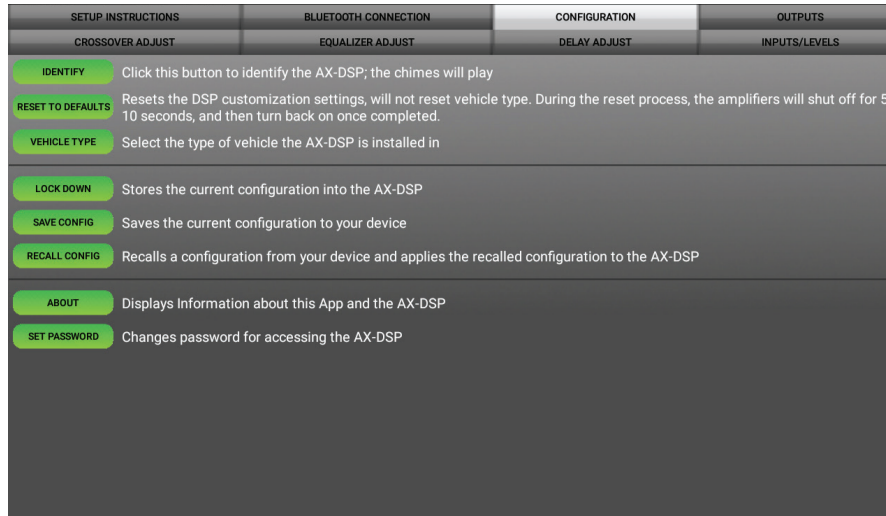 SETUP INSTRUCTIONS BLUETOOTH CONNECTION CONFIGURATION OUTPUTS
CROSSOVER ADJUST EQUALIZER ADJUST DELAY ADJUST INPUTS/LEVELS
IDENTIFY Click this button to identify the AX-DSP; the chimes will play
RESET TO DEFAULTS Resets the DSP customization settings, will not reset vehicle type. During the reset process, the amplifiers will shut off for 5
10 seconds, and then turn back on once completed.
VEHICLE TYPE Select the type of vehicle the AX-DSP is installed in
LOCK DOWN Stores the current configuration into the AX-DSP
SAVE CONFIG Saves the current configuration to your device
RECALL CONFIG Recalls a configuration from your device and applies the recalled configuration to the AX-DSP
ABOUT Displays Information about this App and the AX-DSP
SET PASSWORD Changes password for accessing the AX-DSP